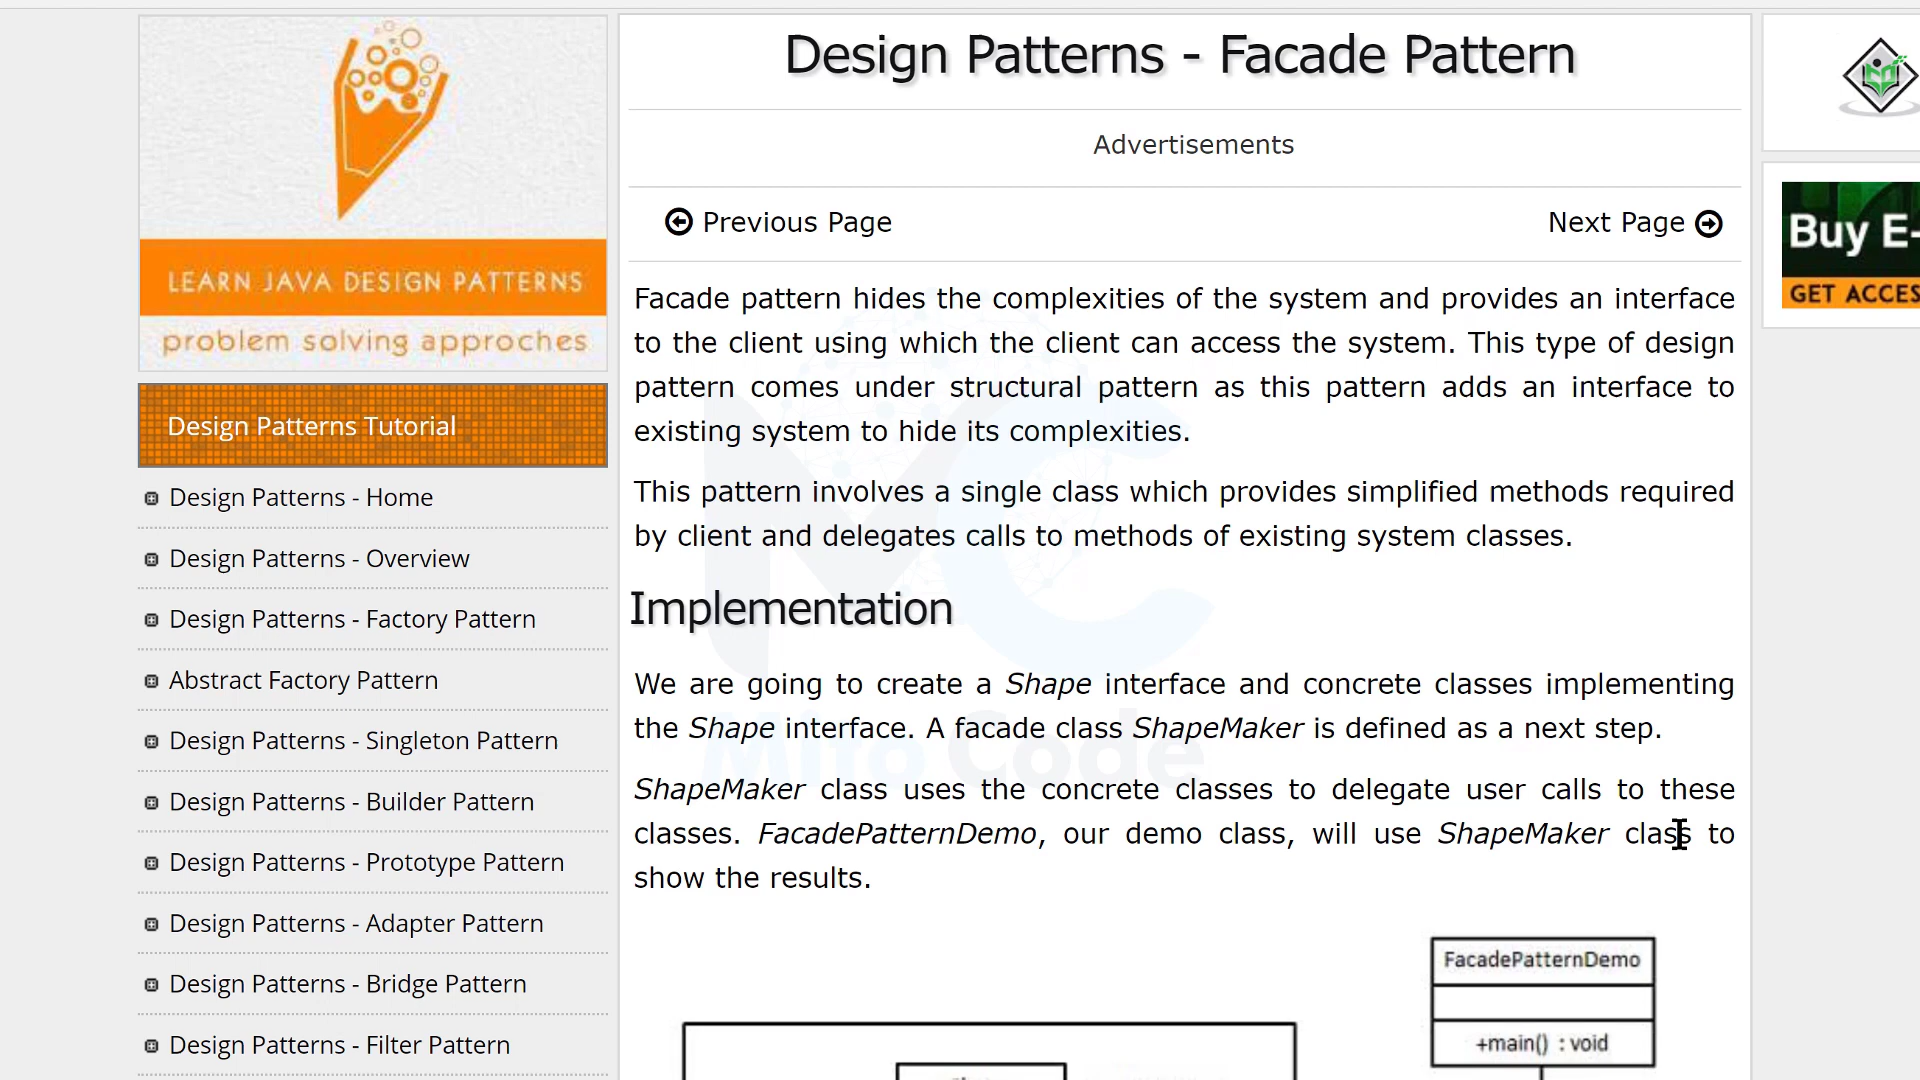 LEARN JAVA DESIGN PATTERNS
problem solving approches
Design Patterns Tutorial
Design Patterns - Home
Design Patterns - Overview
Design Patterns - Factory Pattern
Abstract Factory Pattern
Design Patterns - Singleton Pattern
Design Patterns - Builder Pattern
Design Patterns - Prototype Pattern
Design Patterns - Adapter Pattern
Design Patterns - Bridge Pattern
Design Patterns - Filter Pattern
Design Patterns - Facade Pattern
Advertisements
Previous Page
Next Page
Facade pattern hides the complexities of the system and provides an interface
to the client using which the client can access the system. This type of design
pattern comes under structural pattern as this pattern adds an interface to
existing system to hide its complexities.
This pattern involves a single class which provides simplified methods required
by client and delegates calls to methods of existing system classes.
Implementation
We are going to create a Shape interface and concrete classes implementing
the Shape interface. A facade class ShapeMaker is defined as a next step.
ShapeMaker class uses the concrete classes to delegate user calls to these
classes. FacadePatternDemo, our demo class, will use ShapeMaker class to
show the results.
FacadePatternDemo
+main() : void
Mito Code
Buy E-
GET ACCES